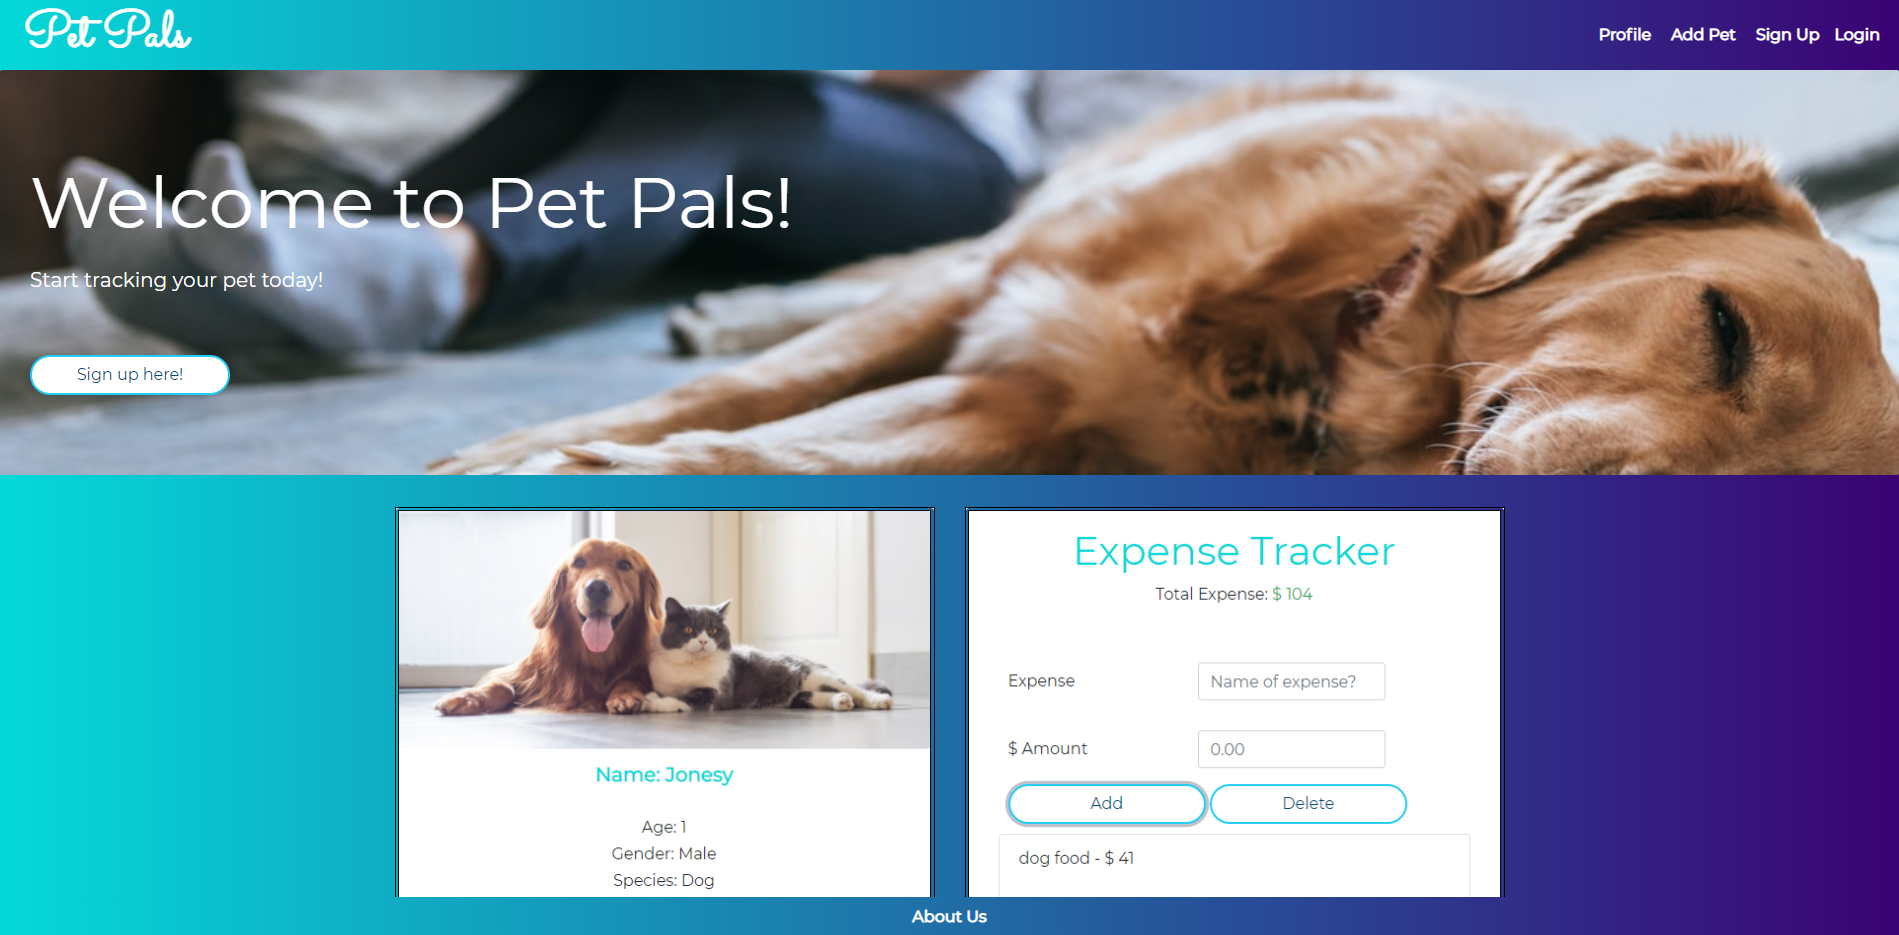 Pet Pals
Profile Add Pet Sign Up Login
Welcome to Pet Pals!
Start tracking your pet today!
Sign up here!
Name: Jonesy
Age: 1
Gender: Male
Species: Dog
Expense Tracker
Total Expense: $ 104
Expense
Name of expense?
$ Amount
0.00
Add Delete
dog food - $ 41
About Us